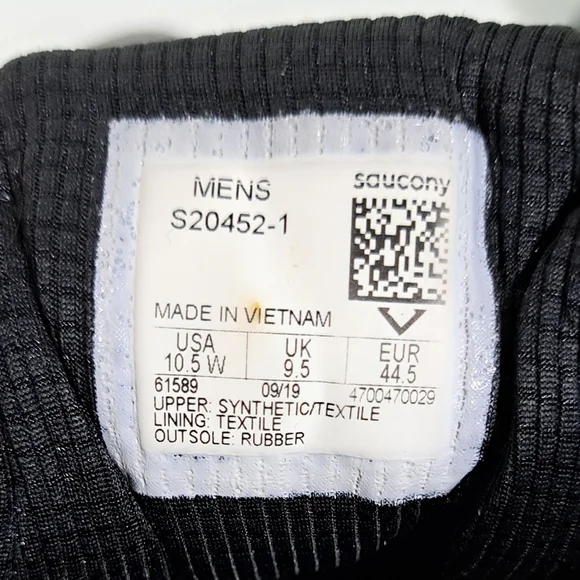 MENS
saucony
S20452-1
MADE IN VIETNAM
USA UK EUR
10.5 W 9.5 44.5
61589 09/19 4700470029
UPPER: SYNTHETIC/TEXTILE
LINING: TEXTILE
OUTSOLE: RUBBER